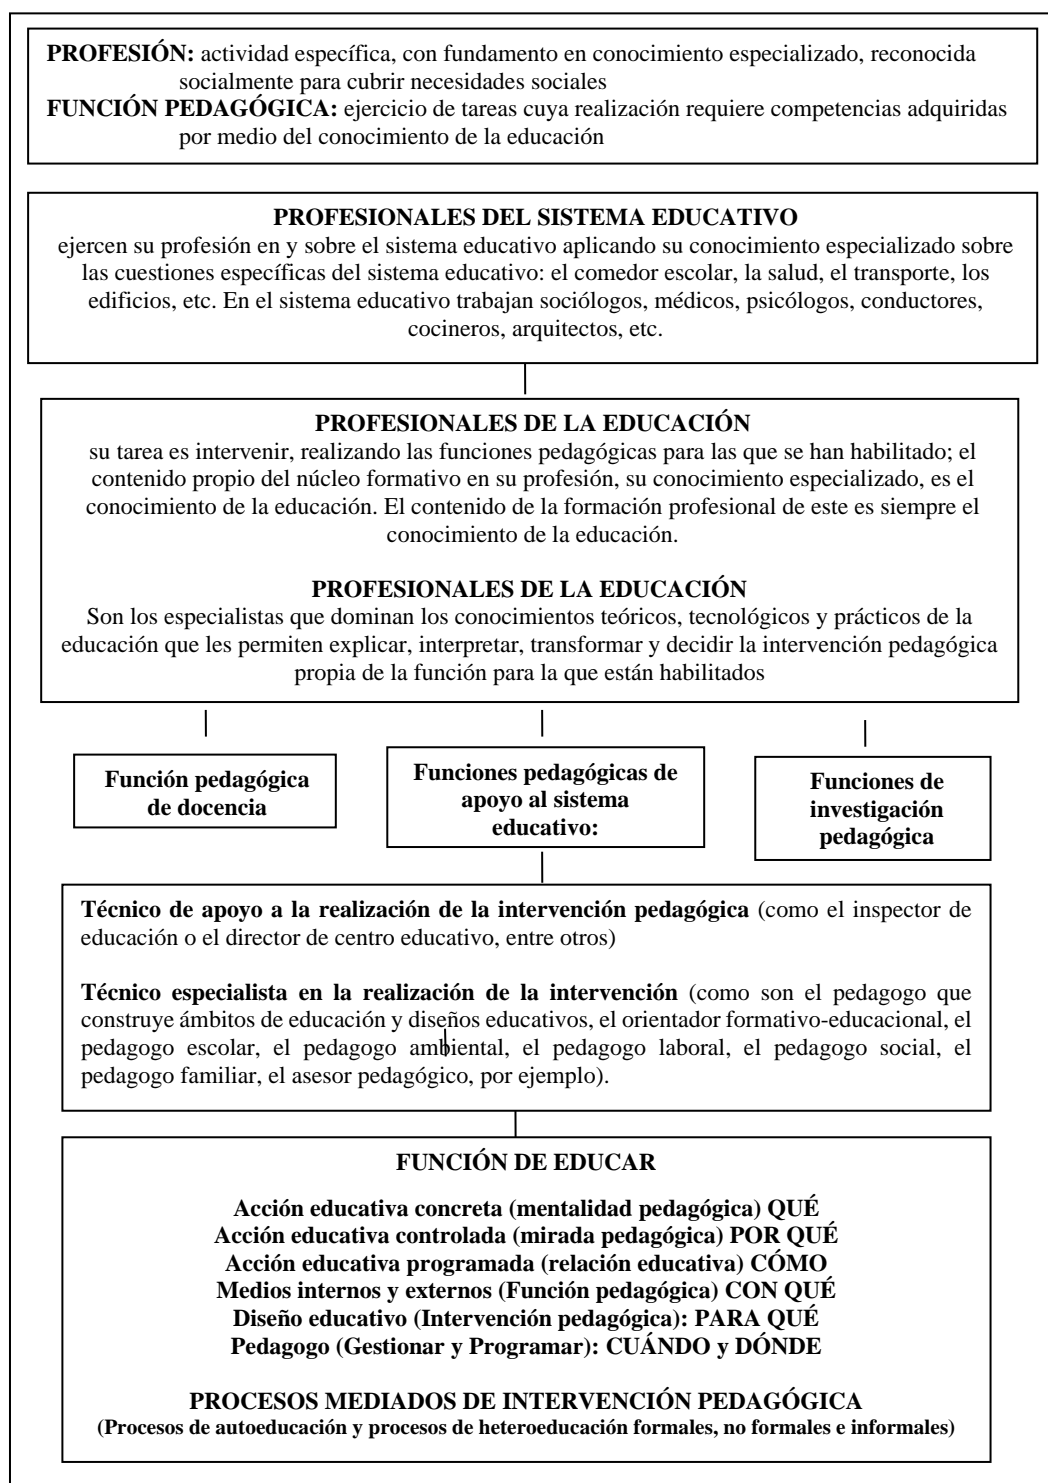 PROFESIÓN: actividad específica, con fundamento en conocimiento especializado, reconocida
socialmente para cubrir necesidades sociales
FUNCIÓN PEDAGÓGICA: ejercicio de tareas cuya realización requiere competencias adquiridas
por medio del conocimiento de la educación
PROFESIONALES DEL SISTEMA EDUCATIVO
ejercen su profesión en y sobre el sistema educativo aplicando su conocimiento especializado sobre
las cuestiones específicas del sistema educativo: el comedor escolar, la salud, el transporte, los
edificios, etc. En el sistema educativo trabajan sociólogos, médicos, psicólogos, conductores,
cocineros, arquitectos, etc.
PROFESIONALES DE LA EDUCACIÓN
su tarea es intervenir, realizando las funciones pedagógicas para las que se han habilitado; el
contenido propio del núcleo formativo en su profesión, su conocimiento especializado, es el
conocimiento de la educación. El contenido de la formación profesional de este es siempre el
conocimiento de la educación.
PROFESIONALES DE LA EDUCACIÓN
Son los especialistas que dominan los conocimientos teóricos, tecnológicos y prácticos de la
educación que les permiten explicar, interpretar, transformar y decidir la intervención pedagógica
propia de la función para la que están habilitados
Función pedagógica
de docencia
Funciones pedagógicas de
apoyo al sistema
educativo:
Funciones de
investigación
pedagógica
Técnico de apoyo a la realización de la intervención pedagógica (como el inspector de
educación o el director de centro educativo, entre otros)
Técnico especialista en la realización de la intervención (como son el pedagogo que
construye ámbitos de educación y diseños educativos, el orientador formativo-educacional, el
pedagogo escolar, el pedagogo ambiental, el pedagogo laboral, el pedagogo social, el
pedagogo familiar, el asesor pedagógico, por ejemplo).
FUNCIÓN DE EDUCAR
Acción educativa concreta (mentalidad pedagógica) QUÉ
Acción educativa controlada (mirada pedagógica) POR QUÉ
Acción educativa programada (relación educativa) CÓMO
Medios internos y externos (Función pedagógica) CON QUÉ
Diseño educativo (Intervención pedagógica): PARA QUÉ
Pedagogo (Gestionar y Programar): CUÁNDO y DÓNDE
PROCESOS MEDIADOS DE INTERVENCIÓN PEDAGÓGICA
(Procesos de autoeducación y procesos de heteroeducación formales, no formales e informales)